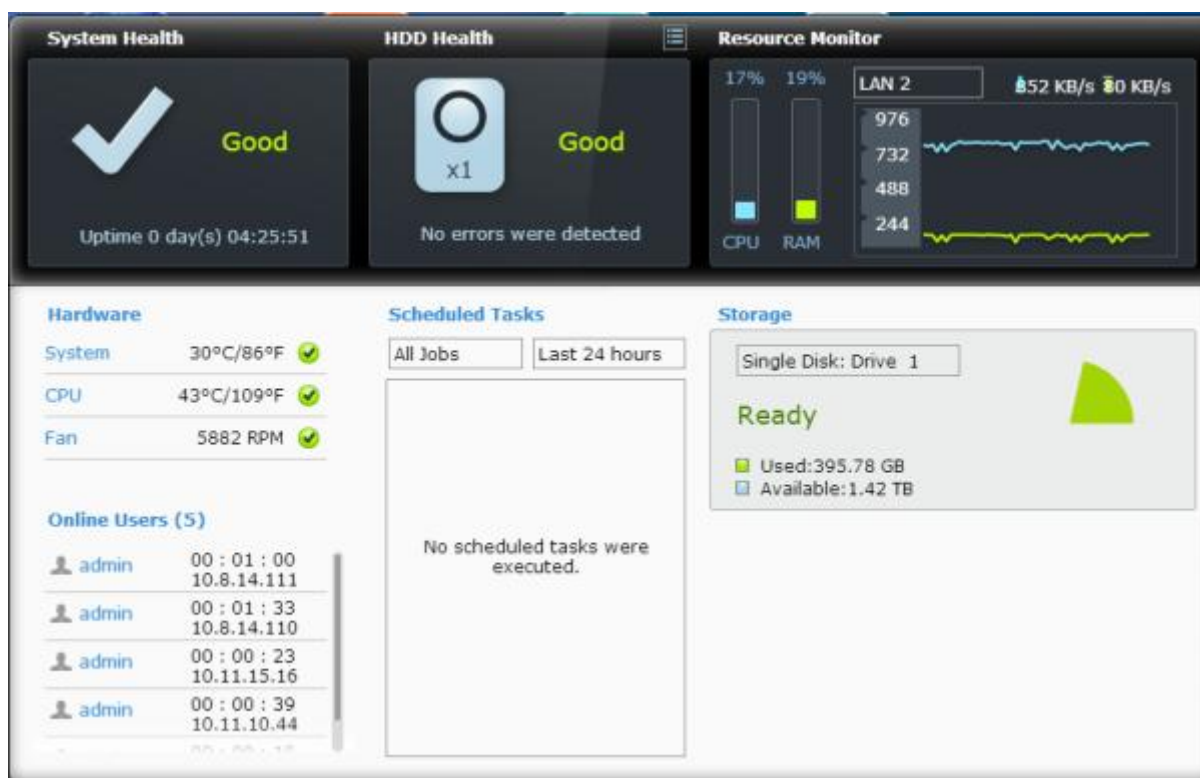 System Health
Good
Uptime 0 day(s) 04:25:51
HDD Health
x1
Good
No errors were detected
Resource Monitor
17% 19%
CPU RAM
LAN 2
52 KB/s 0 KB/s
976
732
488
244
Hardware
System 30°C/86°F
CPU 43°C/109°F
Fan 5882 RPM
Online Users (5)
admin 00 : 01 : 00
10.8.14.111
admin 00 : 01 : 33
10.8.14.110
admin 00 : 00 : 23
10.11.15.16
admin 00 : 00 : 39
10.11.10.44
Scheduled Tasks
All Jobs Last 24 hours
No scheduled tasks were
executed.
Storage
Single Disk: Drive 1
Ready
Used:395.78 GB
Available:1.42 TB